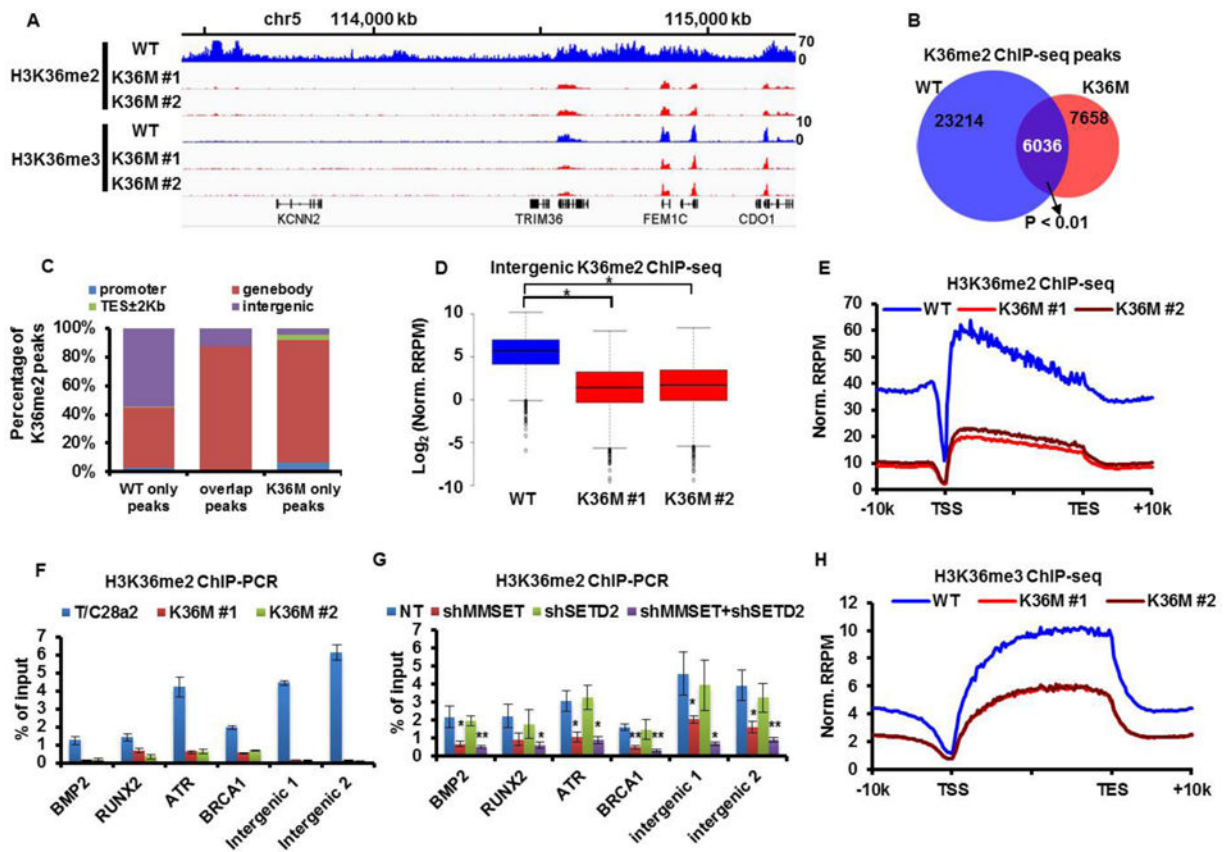 A
chr5 114,000 kb 115,000 kb
WT 70
0
H3K36me2 K36M #1
K36M #2
WT 10
0
H3K36me3 K36M #1
K36M #2
KCNN2 TRIM36 FEM1C CDO1
B
K36me2 ChIP-seq peaks
WT K36M
23214 6036 7658
P < 0.01
C
promoter genebody
TES±2Kb intergenic
Percentage of K36me2 peaks
100%
80%
60%
40%
20%
0%
WT only peaks overlap peaks K36M only peaks
D
Intergenic K36me2 ChIP-seq
* *
Log2 (Norm. RRPM)
10
5
0
-5
-10
WT K36M #1 K36M #2
E
H3K36me2 ChIP-seq
WT K36M #1 K36M #2
Norm. RRPM
70
60
50
40
30
20
10
0
-10k TSS TES +10k
F
H3K36me2 ChIP-PCR
T/C28a2 K36M #1 K36M #2
% of input
7
6
5
4
3
2
1
0
BMP2 RUNX2 ATR BRCA1 Intergenic 1 Intergenic 2
G
H3K36me2 ChIP-PCR
NT shMMSET shSETD2 shMMSET+shSETD2
% of input
7
6
5
4
3
2
1
0
* ** * * * ** ** * * * **
BMP2 RUNX2 ATR BRCA1 intergenic 1 intergenic 2
H
H3K36me3 ChIP-seq
WT K36M #1 K36M #2
Norm. RRPM
12
10
8
6
4
2
0
-10k TSS TES +10k